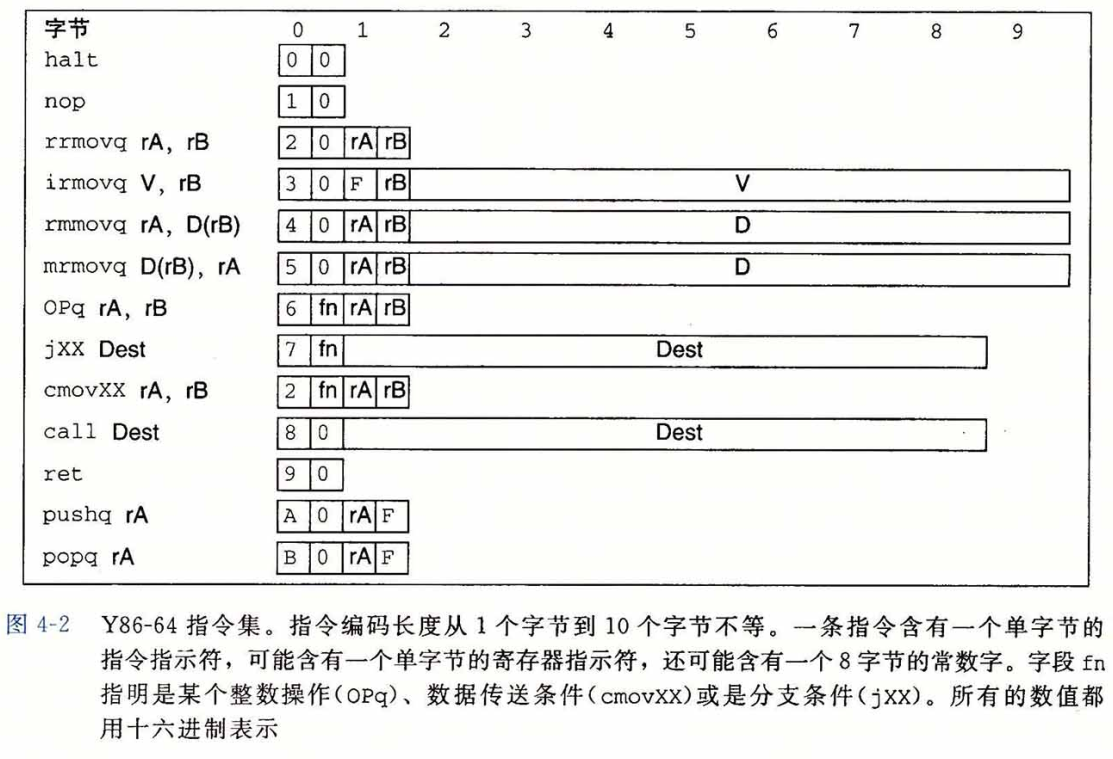 字节 0 1 2 3 4 5 6 7 8 9
halt 0 0
nop 1 0
rrmovq rA, rB 2 0 rA rB
irmovq V, rB 3 0 F rB V
rmmovq rA, D(rB) 4 0 rA rB D
mrmovq D(rB), rA 5 0 rA rB D
OPq rA, rB 6 fn rA rB
jXX Dest 7 fn Dest
cmovXX rA, rB 2 fn rA rB
call Dest 8 0 Dest
ret 9 0
pushq rA A 0 rA F
popq rA B 0 rA F
图 4-2 Y86-64 指令集。指令编码长度从 1 个字节到 10 个字节不等。一条指令含有一个单字节的
指令指示符，可能含有一个单字节的寄存器指示符，还可能含有一个 8 字节的常数字。字段 fn
指明是某个整数操作(OPq)、数据传送条件(cmovXX)或是分支条件(jXX)。所有的数值都
用十六进制表示